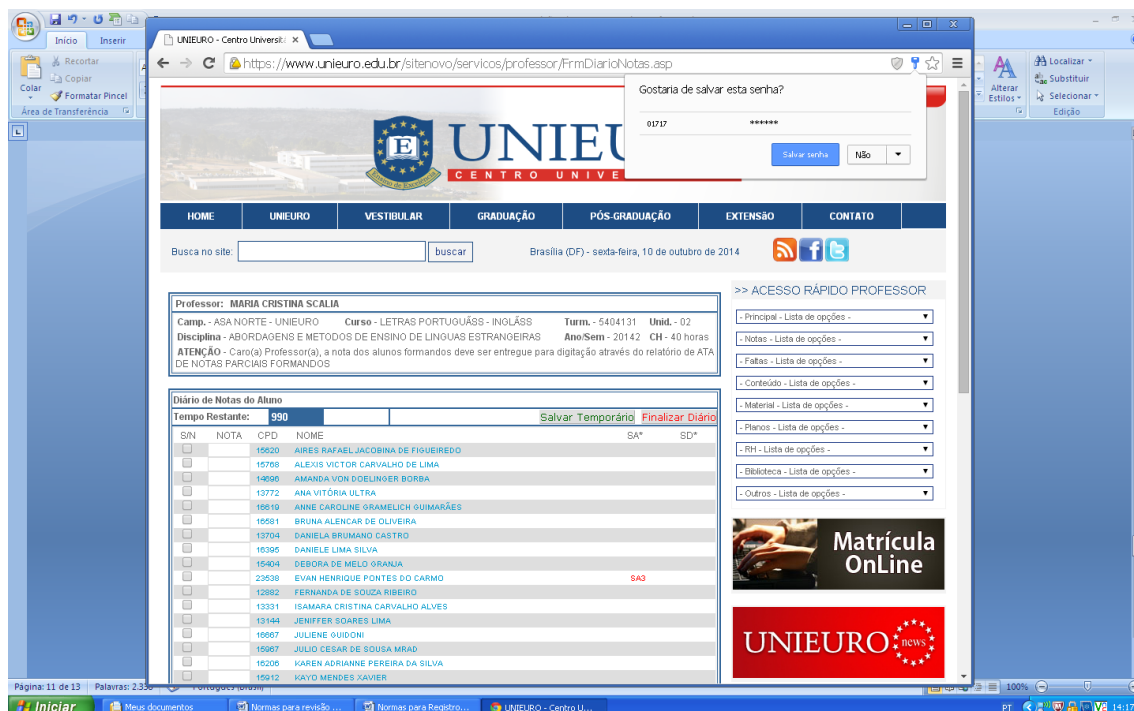 Início Inserir
Recortar
Copiar
Formatar Pincel
Colar
Área de Transferência
Alterar Estilos
Localizar
Substituir
Selecionar
Edição
UNIEURO - Centro Universit
https://www.unieuro.edu.br/sitenovo/servicos/professor/FrmDiarioNotas.asp
Gostaria de salvar esta senha?
01717 ******
Salvar senha Não
E
UNIEU
CENTRO UNIVE
HOME UNIEURO VESTIBULAR GRADUAÇÃO PÓS-GRADUAÇÃO EXTENSãO CONTATO
Busca no site: buscar Brasília (DF) - sexta-feira, 10 de outubro de 2014
Professor: MARIA CRISTINA SCALIA
Camp. - ASA NORTE - UNIEURO Curso - LETRAS PORTUGUÃSS - INGLÃSS Turm. - 5404131 Unid. - 02
Disciplina - ABORDAGENS E METODOS DE ENSINO DE LINGUAS ESTRANGEIRAS Ano/Sem - 20142 CH - 40 horas
ATENÇÃO - Caro(a) Professor(a), a nota dos alunos formandos deve ser entregue para digitação através do relatório de ATA
DE NOTAS PARCIAIS FORMANDOS
Diário de Notas do Aluno
Tempo Restante: 990 Salvar Temporário Finalizar Diário
S/N NOTA CPD NOME SA* SD*
15620 AIRES RAFAEL JACOBINA DE FIGUEIREDO
15768 ALEXIS VICTOR CARVALHO DE LIMA
14696 AMANDA VON DOELINGER BORBA
13772 ANA VITÓRIA ULTRA
16619 ANNE CAROLINE GRAMELICH GUIMARÃES
16581 BRUNA ALENCAR DE OLIVEIRA
13704 DANIELA BRUMANO CASTRO
16395 DANIELE LIMA SILVA
15404 DEBORA DE MELO GRANJA
23538 EVAN HENRIQUE PONTES DO CARMO SA3
12882 FERNANDA DE SOUZA RIBEIRO
13331 ISAMARA CRISTINA CARVALHO ALVES
13144 JENIFFER SOARES LIMA
16667 JULIENE GUIDONI
15967 JULIO CESAR DE SOUSA MRAD
16206 KAREN ADRIANNE PEREIRA DA SILVA
15912 KAYO MENDES XAVIER
>> ACESSO RÁPIDO PROFESSOR
- Principal - Lista de opções -
- Notas - Lista de opções -
- Faltas - Lista de opções -
- Conteúdo - Lista de opções -
- Material - Lista de opções -
- Planos - Lista de opções -
- RH - Lista de opções -
- Biblioteca - Lista de opções -
- Outros - Lista de opções -
Matrícula
OnLine
UNIEURO news
Página: 11 de 13 Palavras: 2.33 100%
Iniciar Meus documentos Normas para revisão ... Normas para Registro... UNIEURO - Centro U... PT 14:17